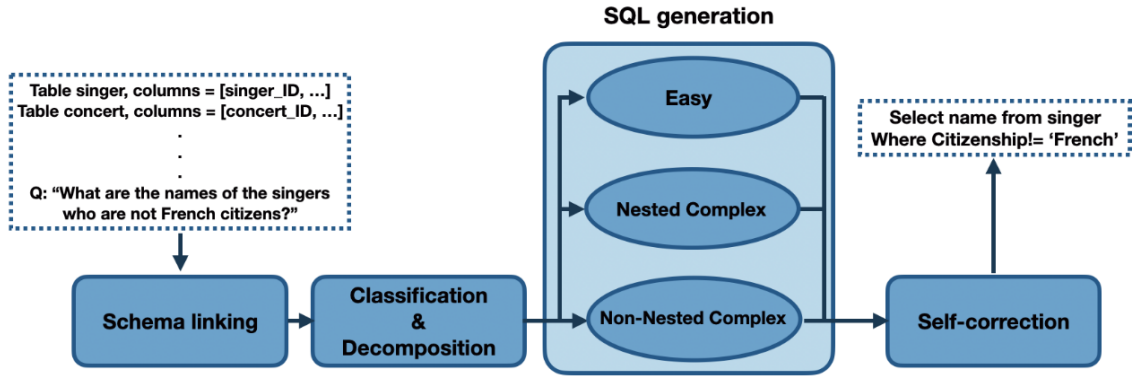 SQL generation
Table singer, columns = [singer_ID, ...]
Table concert, columns = [concert_ID, ...]
.
.
.
Q: “What are the names of the singers
who are not French citizens?”
Schema linking
Classification
&
Decomposition
Easy
Nested Complex
Non-Nested Complex
Self-correction
Select name from singer
Where Citizenship!= ‘French’